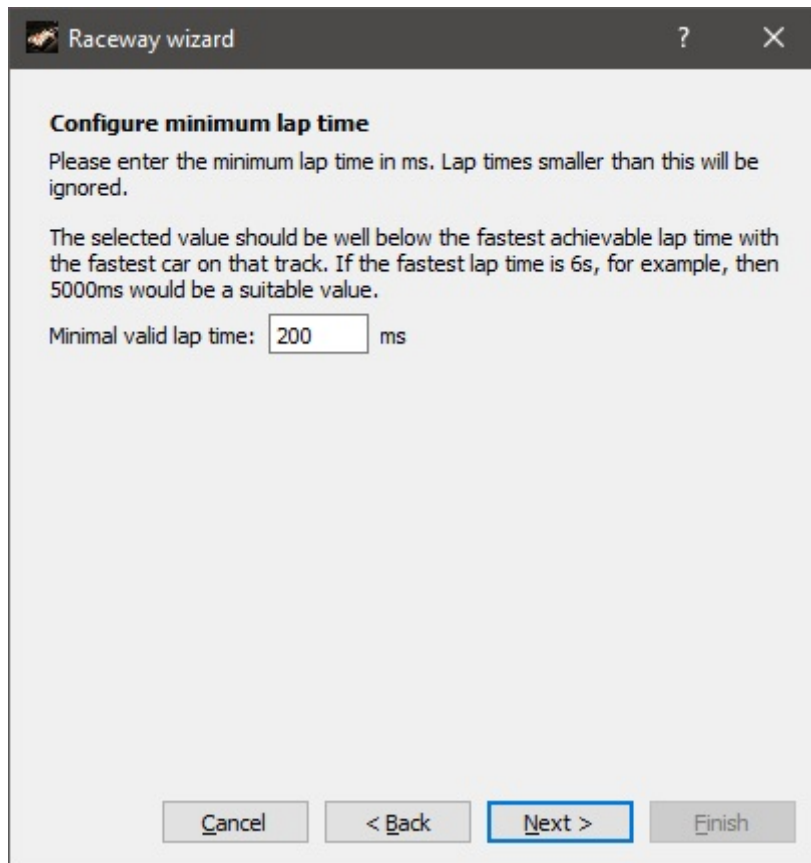 Raceway wizard ? ×
Configure minimum lap time
Please enter the minimum lap time in ms. Lap times smaller than this will be
ignored.
The selected value should be well below the fastest achievable lap time with
the fastest car on that track. If the fastest lap time is 6s, for example, then
5000ms would be a suitable value.
Minimal valid lap time: 200 ms
Cancel < Back Next > Finish